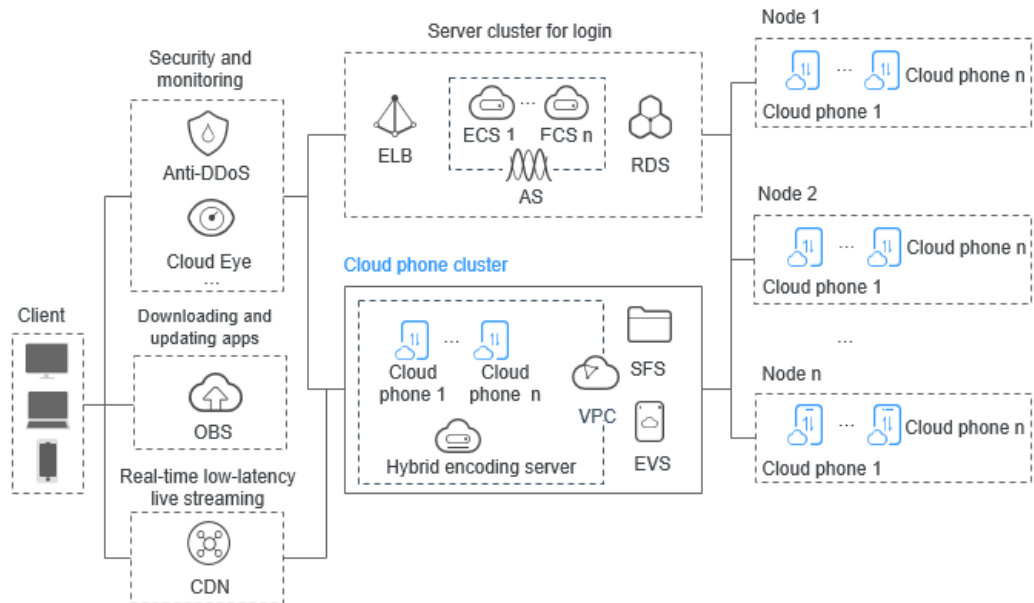 Client
Security and
monitoring
Anti-DDoS
Cloud Eye
...
Downloading and
updating apps
OBS
Real-time low-latency
live streaming
CDN
Server cluster for login
ELB
ECS 1
...
FCS n
AS
RDS
Cloud phone cluster
...
Cloud
phone 1
Cloud
phone n
Hybrid encoding server
VPC
SFS
EVS
Node 1
...
Cloud phone n
Cloud phone 1
Node 2
...
Cloud phone n
Cloud phone 1
...
Node n
...
Cloud phone n
Cloud phone 1